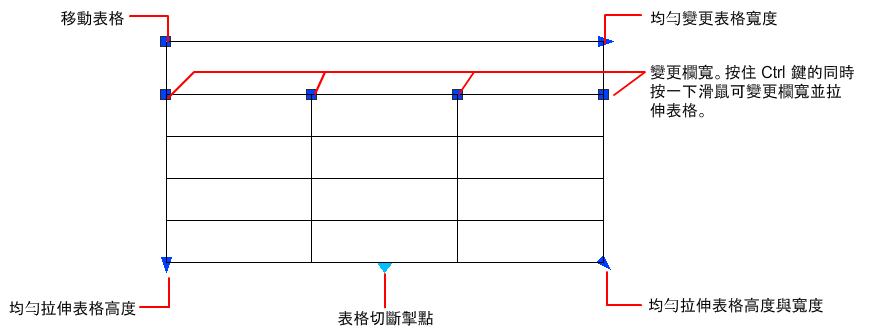 移動表格
均勻變更表格寬度
變更欄寬。按住 Ctrl 鍵的同時
按一下滑鼠可變更欄寬並拉
伸表格。
均勻拉伸表格高度
表格切斷掣點
均勻拉伸表格高度與寬度